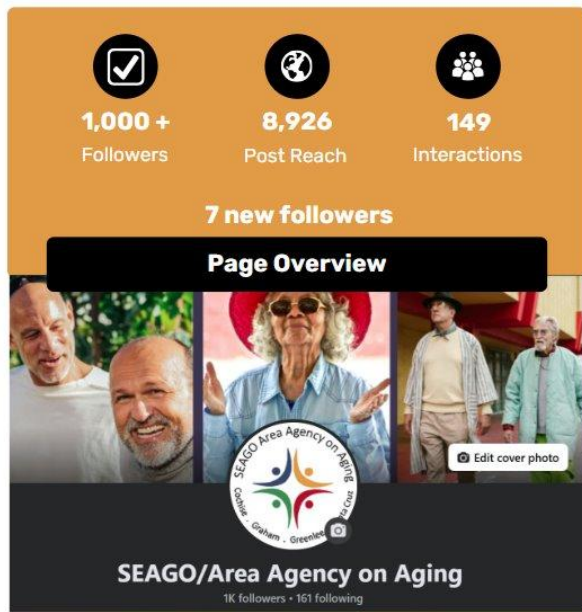 1,000 +
8,926
149
Followers
Post Reach
Interactions
7 new followers
Page Overview
Edit cover photo
SEAGO Area Agency on Aging
Cochise . Graham . Greenlee
SEAGO/Area Agency on Aging
1K followers • 161 following